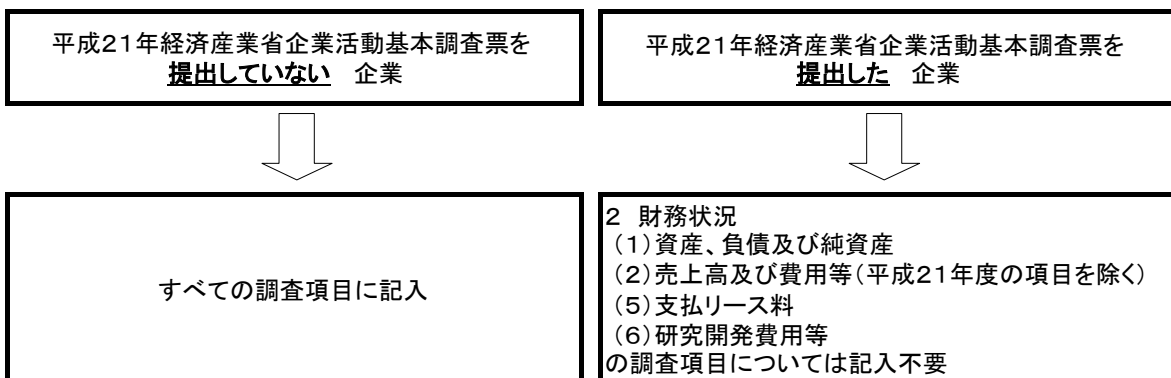 平成21年経済産業省企業活動基本調査票を
提出していない 企業
平成21年経済産業省企業活動基本調査票を
提出した 企業
すべての調査項目に記入
2 財務状況
(1)資産、負債及び純資産
(2)売上高及び費用等(平成21年度の項目を除く)
(5)支払リース料
(6)研究開発費用等
の調査項目については記入不要